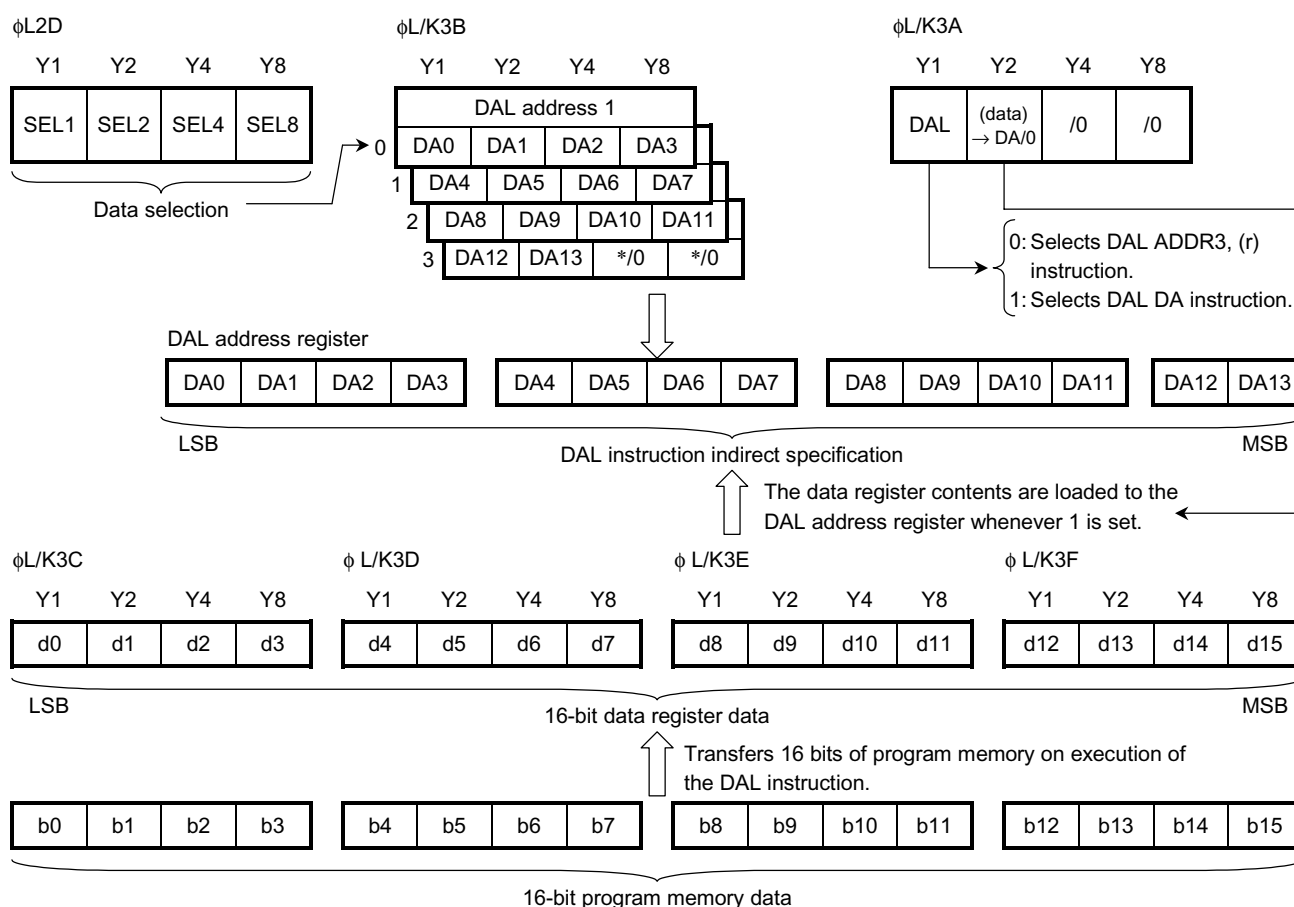 ϕL2D
Y1 Y2 Y4 Y8
SEL1 SEL2 SEL4 SEL8
Data selection
ϕL/K3B
Y1 Y2 Y4 Y8
DAL address 1
0 DA0 DA1 DA2 DA3
1 DA4 DA5 DA6 DA7
2 DA8 DA9 DA10 DA11
3 DA12 DA13 */0 */0
ϕL/K3A
Y1 Y2 Y4 Y8
DAL (data) → DA/0 /0 /0
0: Selects DAL ADDR3, (r)
instruction.
1: Selects DAL DA instruction.
DAL address register
DA0 DA1 DA2 DA3 DA4 DA5 DA6 DA7 DA8 DA9 DA10 DA11 DA12 DA13
LSB MSB
DAL instruction indirect specification
The data register contents are loaded to the
DAL address register whenever 1 is set.
ϕL/K3C ϕ L/K3D ϕ L/K3E ϕ L/K3F
Y1 Y2 Y4 Y8 Y1 Y2 Y4 Y8 Y1 Y2 Y4 Y8 Y1 Y2 Y4 Y8
d0 d1 d2 d3 d4 d5 d6 d7 d8 d9 d10 d11 d12 d13 d14 d15
LSB MSB
16-bit data register data
Transfers 16 bits of program memory on execution of
the DAL instruction.
b0 b1 b2 b3 b4 b5 b6 b7 b8 b9 b10 b11 b12 b13 b14 b15
16-bit program memory data